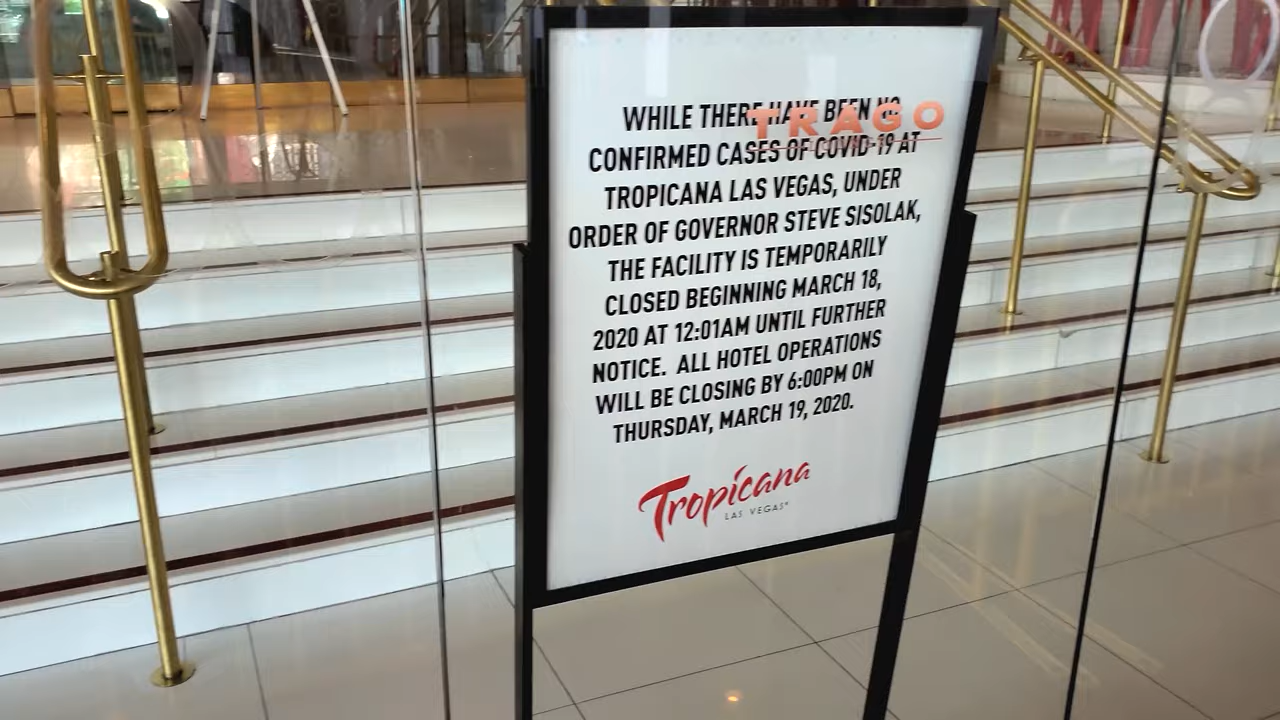 WHILE THERE HAVE BEEN NO
TRAGO
CONFIRMED CASES OF COVID-19 AT
TROPICANA LAS VEGAS, UNDER
ORDER OF GOVERNOR STEVE SISOLAK,
THE FACILITY IS TEMPORARILY
CLOSED BEGINNING MARCH 18,
2020 AT 12:01AM UNTIL FURTHER
NOTICE. ALL HOTEL OPERATIONS
WILL BE CLOSING BY 6:00PM ON
THURSDAY, MARCH 19, 2020.
Tropicana
LAS VEGAS